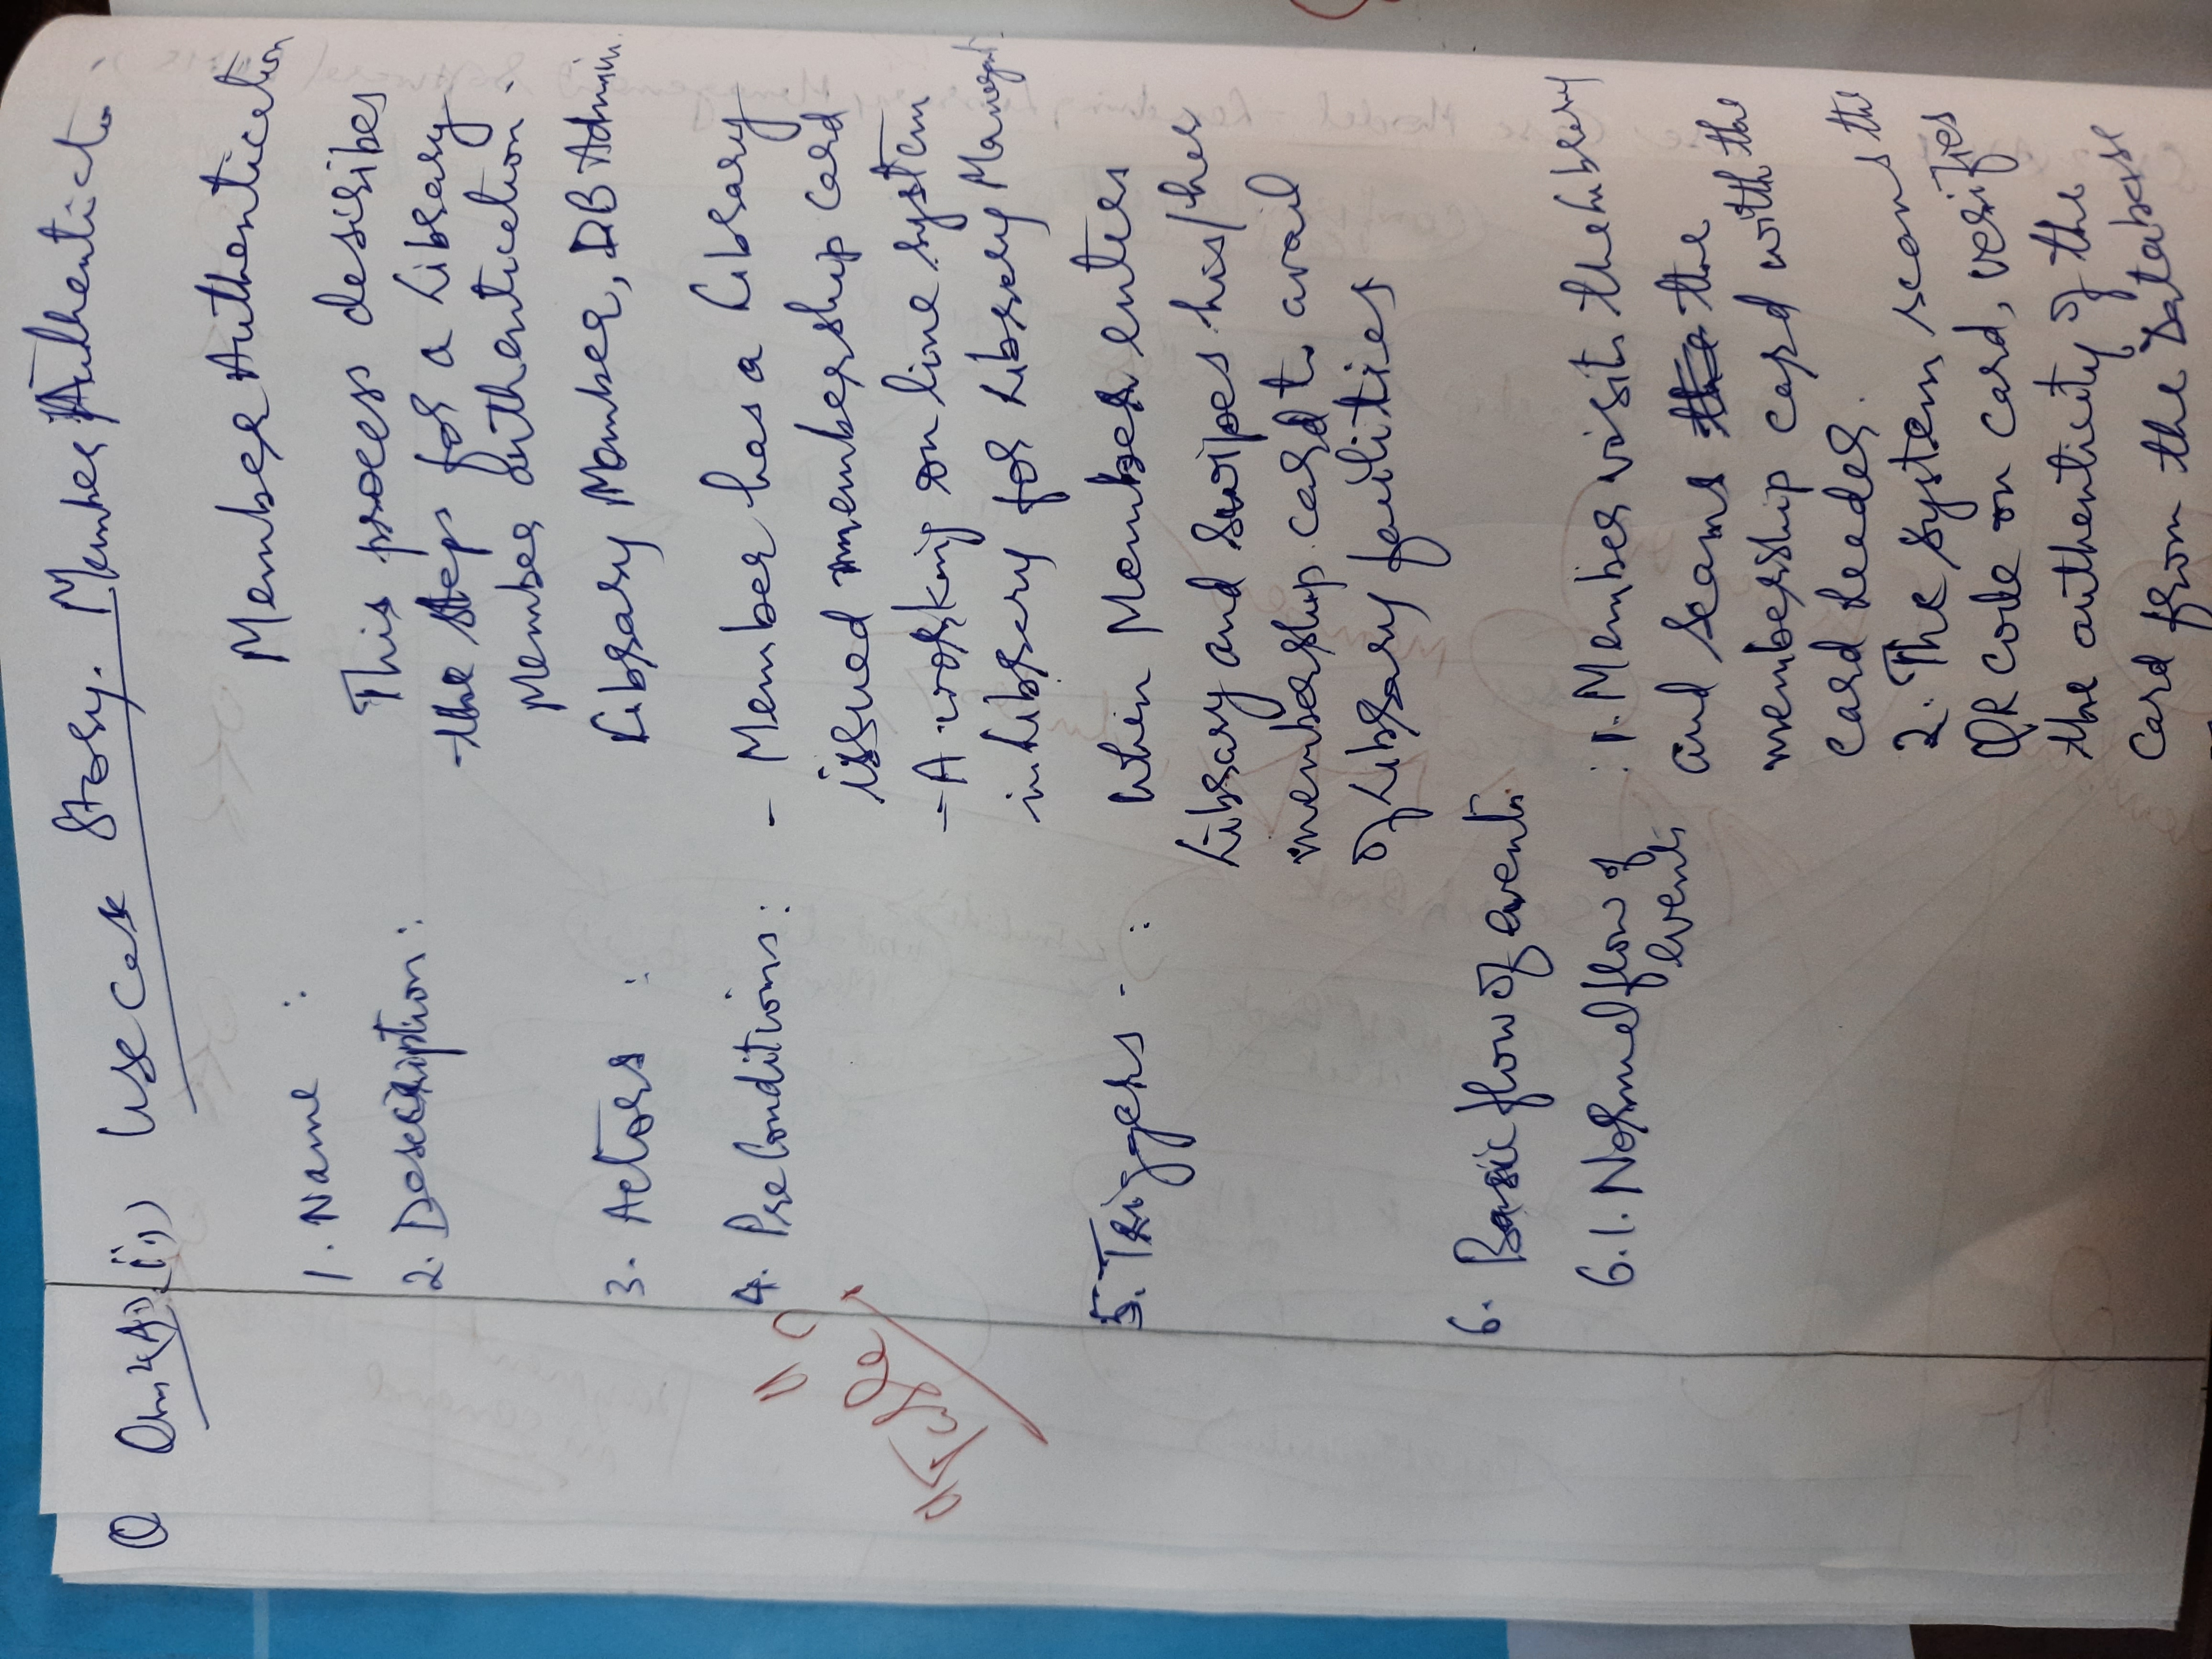 Q Ans 2(A) (ii) Use Case Story. Member Authenticatn
1. Name : Member Authentication
2. Description : This process describes
the steps for a Library
Member authentication.
3. Actors : Library Member, DB Admin.
4. PreConditions : - Member has a Library
issued membership card
"Table"
- A working on line system
in Library for Library Managemt.
5. Triggers - : When Member enters
Library and Swipes his/her
membership card to avail
of Library facilities
6. Basic flow of events
6.1. Normal flow of : 1. Member visits the Library
events
and scans the the
membership card with the
card reader.
2. The System scans the
QR code on card, verifies
the authenticity of the
Card from the Database